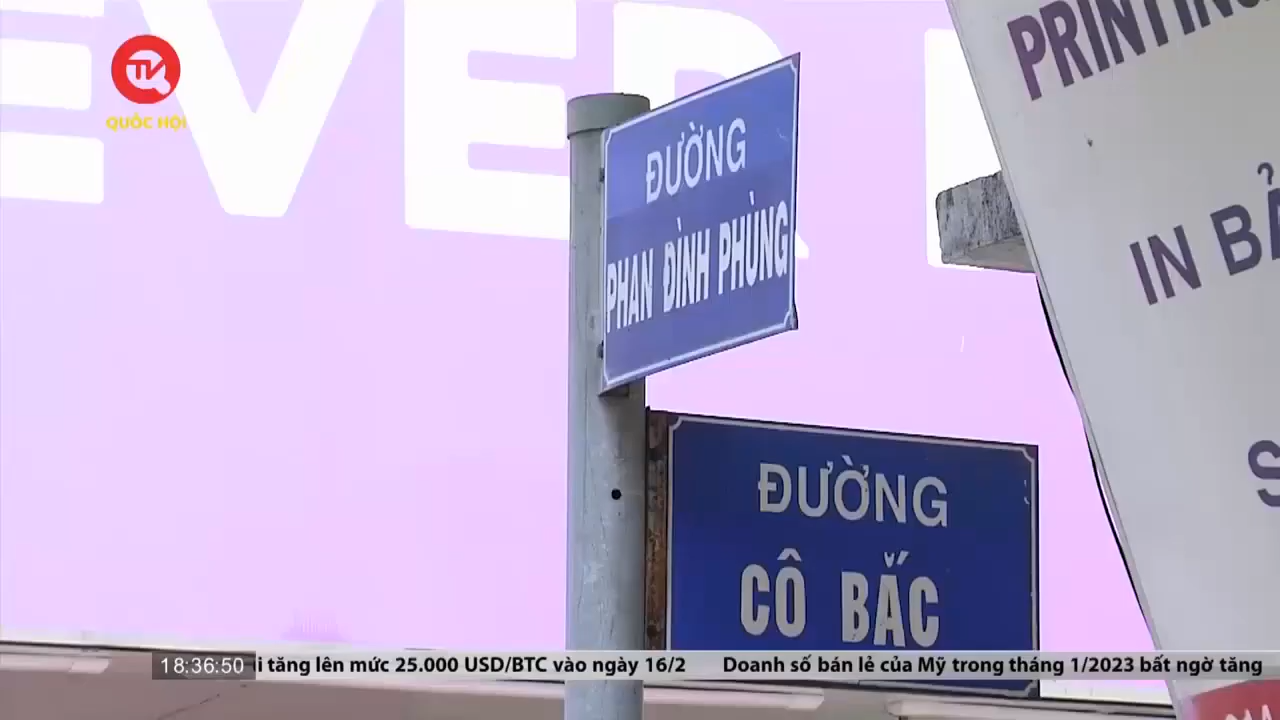 TV
QUỐC HỘI
ĐƯỜNG
PHAN ĐÌNH PHÙNG
ĐƯỜNG
CÔ BẮC
PRINTING
IN BẢ
S
18:36:50
i tăng lên mức 25.000 USD/BTC vào ngày 16/2 Doanh số bán lẻ của Mỹ trong tháng 1/2023 bất ngờ tăng